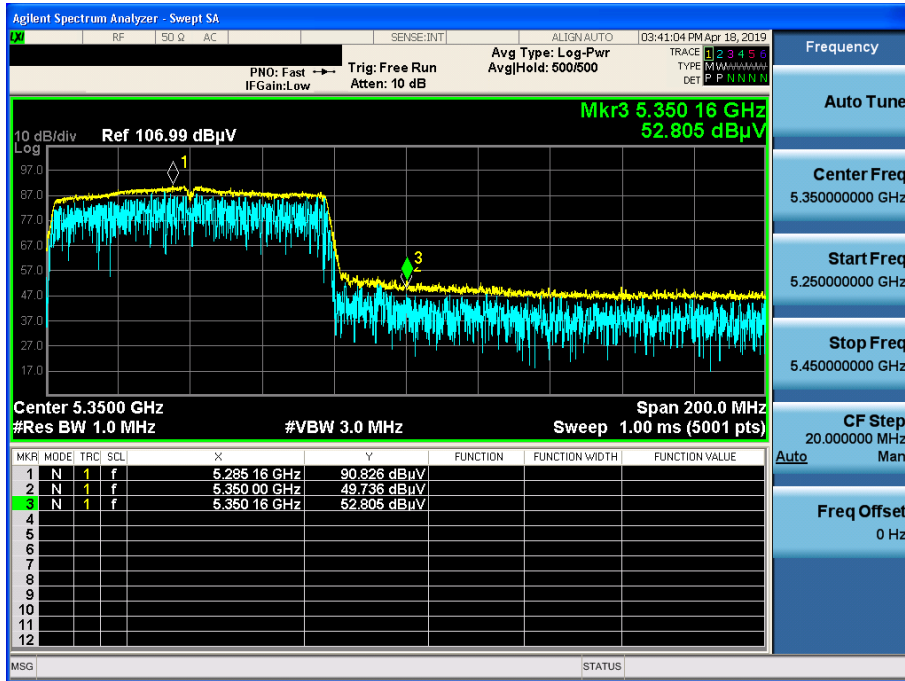 Agilent Spectrum Analyzer - Swept SA
LXI RF 50 Ω AC SENSE:INT ALIGN AUTO 03:41:04 PM Apr 18, 2019
PNO: Fast
IFGain:Low
Trig: Free Run
Atten: 10 dB
Avg Type: Log-Pwr
Avg|Hold: 500/500
TRACE 1 2 3 4 5 6
TYPE M W W W W W
DET P P N N N N
Mkr3 5.350 16 GHz
52.805 dBµV
10 dB/div Ref 106.99 dBµV
Log
97.0
87.0
77.0
67.0
57.0
47.0
37.0
27.0
17.0
1
3
2
Center 5.3500 GHz Span 200.0 MHz
#Res BW 1.0 MHz #VBW 3.0 MHz Sweep 1.00 ms (5001 pts)
MKR MODE TRC SCL X Y FUNCTION FUNCTION WIDTH FUNCTION VALUE
1 N 1 f 5.285 16 GHz 90.826 dBµV
2 N 1 f 5.350 00 GHz 49.736 dBµV
3 N 1 f 5.350 16 GHz 52.805 dBµV
4
5
6
7
8
9
10
11
12
MSG STATUS
Frequency
Auto Tune
Center Freq
5.350000000 GHz
Start Freq
5.250000000 GHz
Stop Freq
5.450000000 GHz
CF Step
20.000000 MHz
Auto Man
Freq Offset
0 Hz